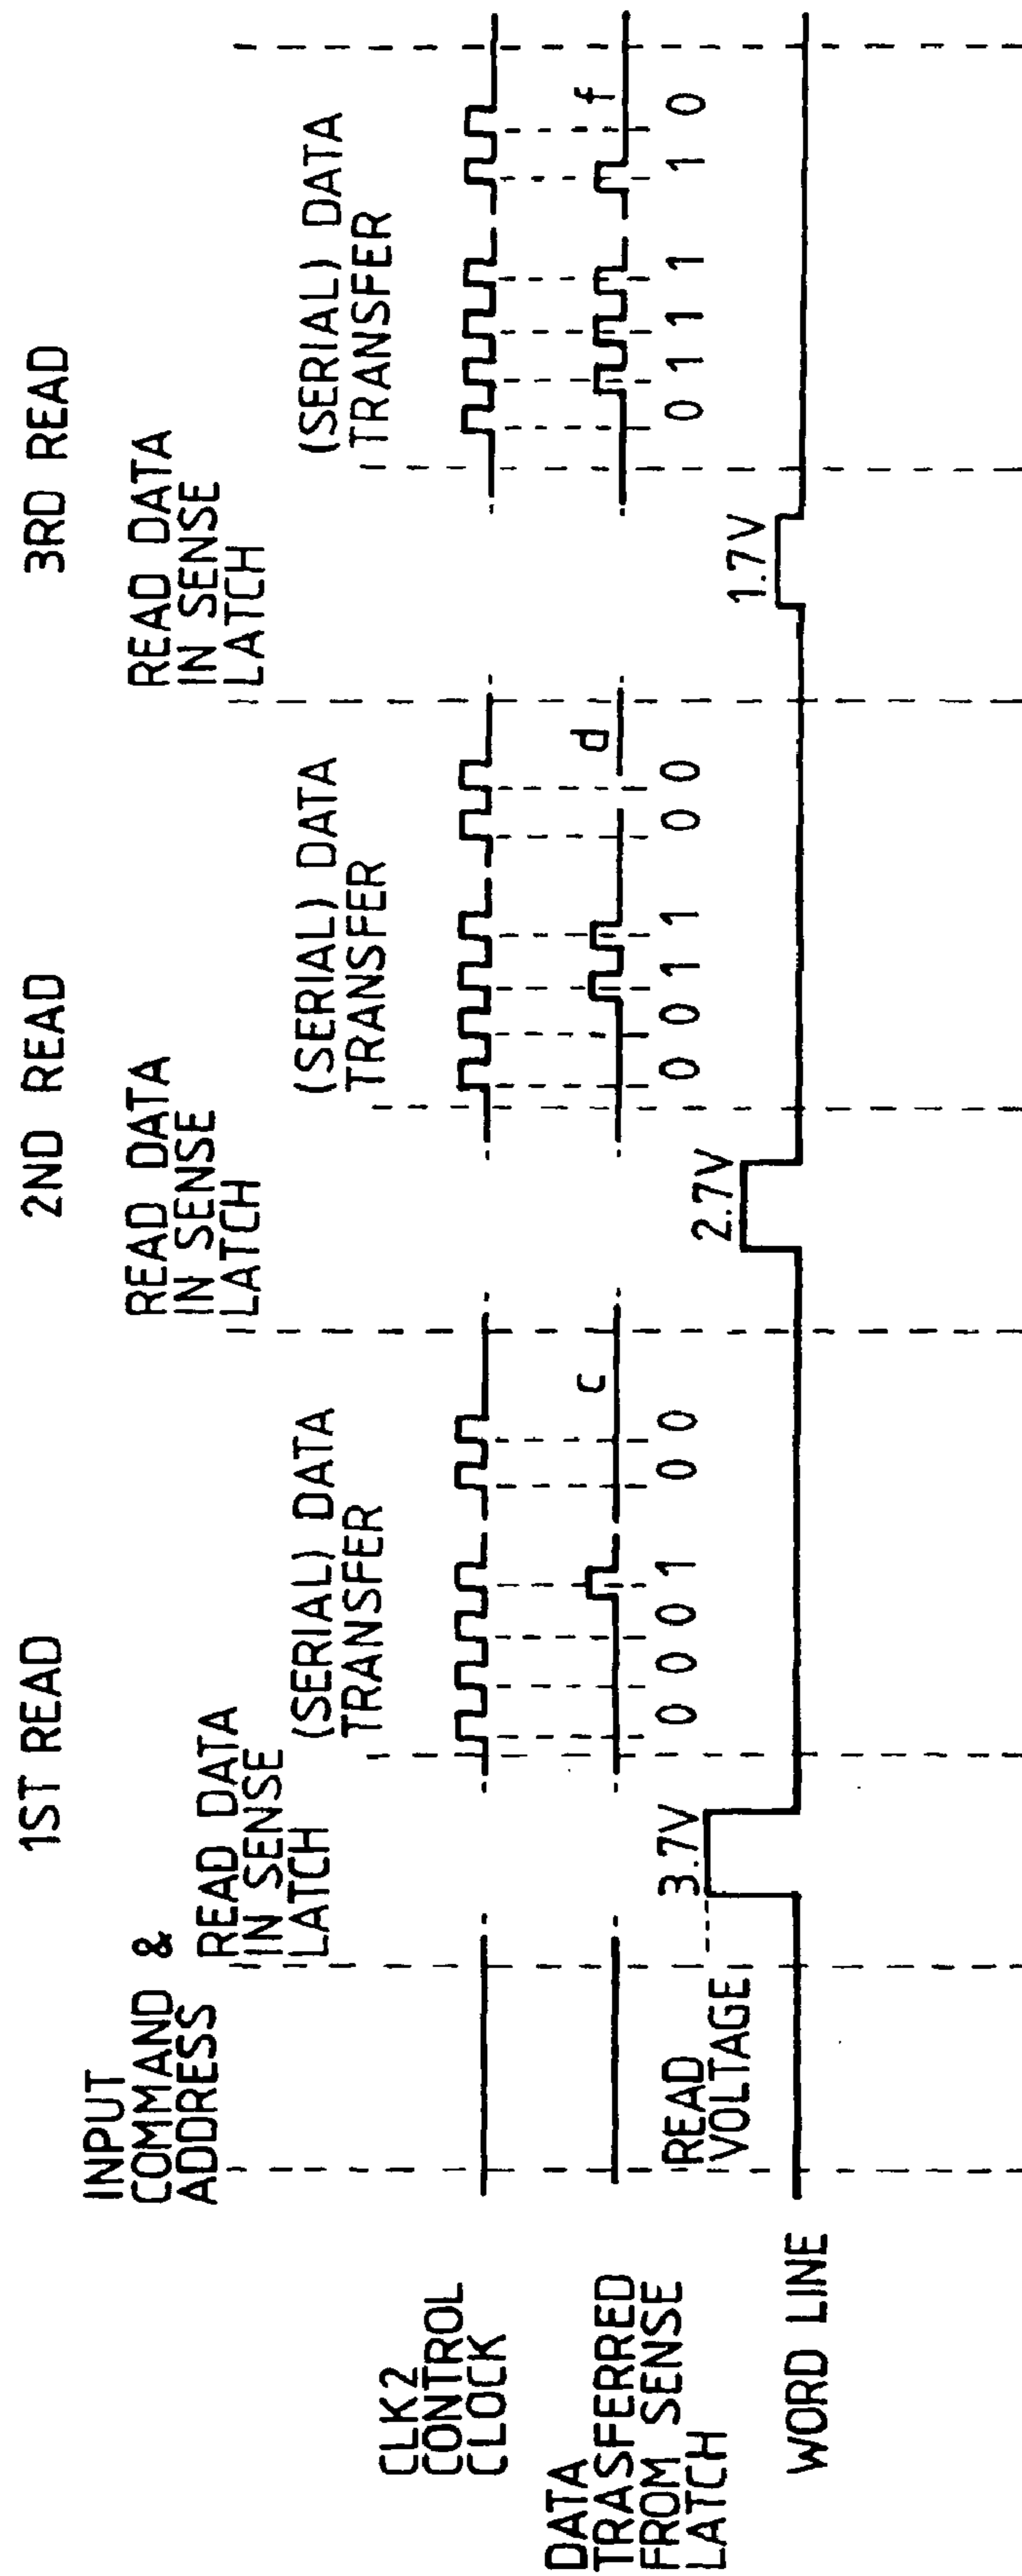 1ST READ
2ND READ
3RD READ
INPUT
COMMAND &
ADDRESS
READ DATA
IN SENSE
LATCH
(SERIAL) DATA
TRANSFER
READ DATA
IN SENSE
LATCH
(SERIAL) DATA
TRANSFER
READ DATA
IN SENSE
LATCH
(SERIAL) DATA
TRANSFER
CLK2
CONTROL
CLOCK
DATA
TRASFERRED
FROM SENSE
LATCH
c
d
f
0 0 0 1 0 0
0 0 1 1 0 0
0 1 1 1 1 0
READ
VOLTAGE
3.7V
2.7V
1.7V
WORD LINE